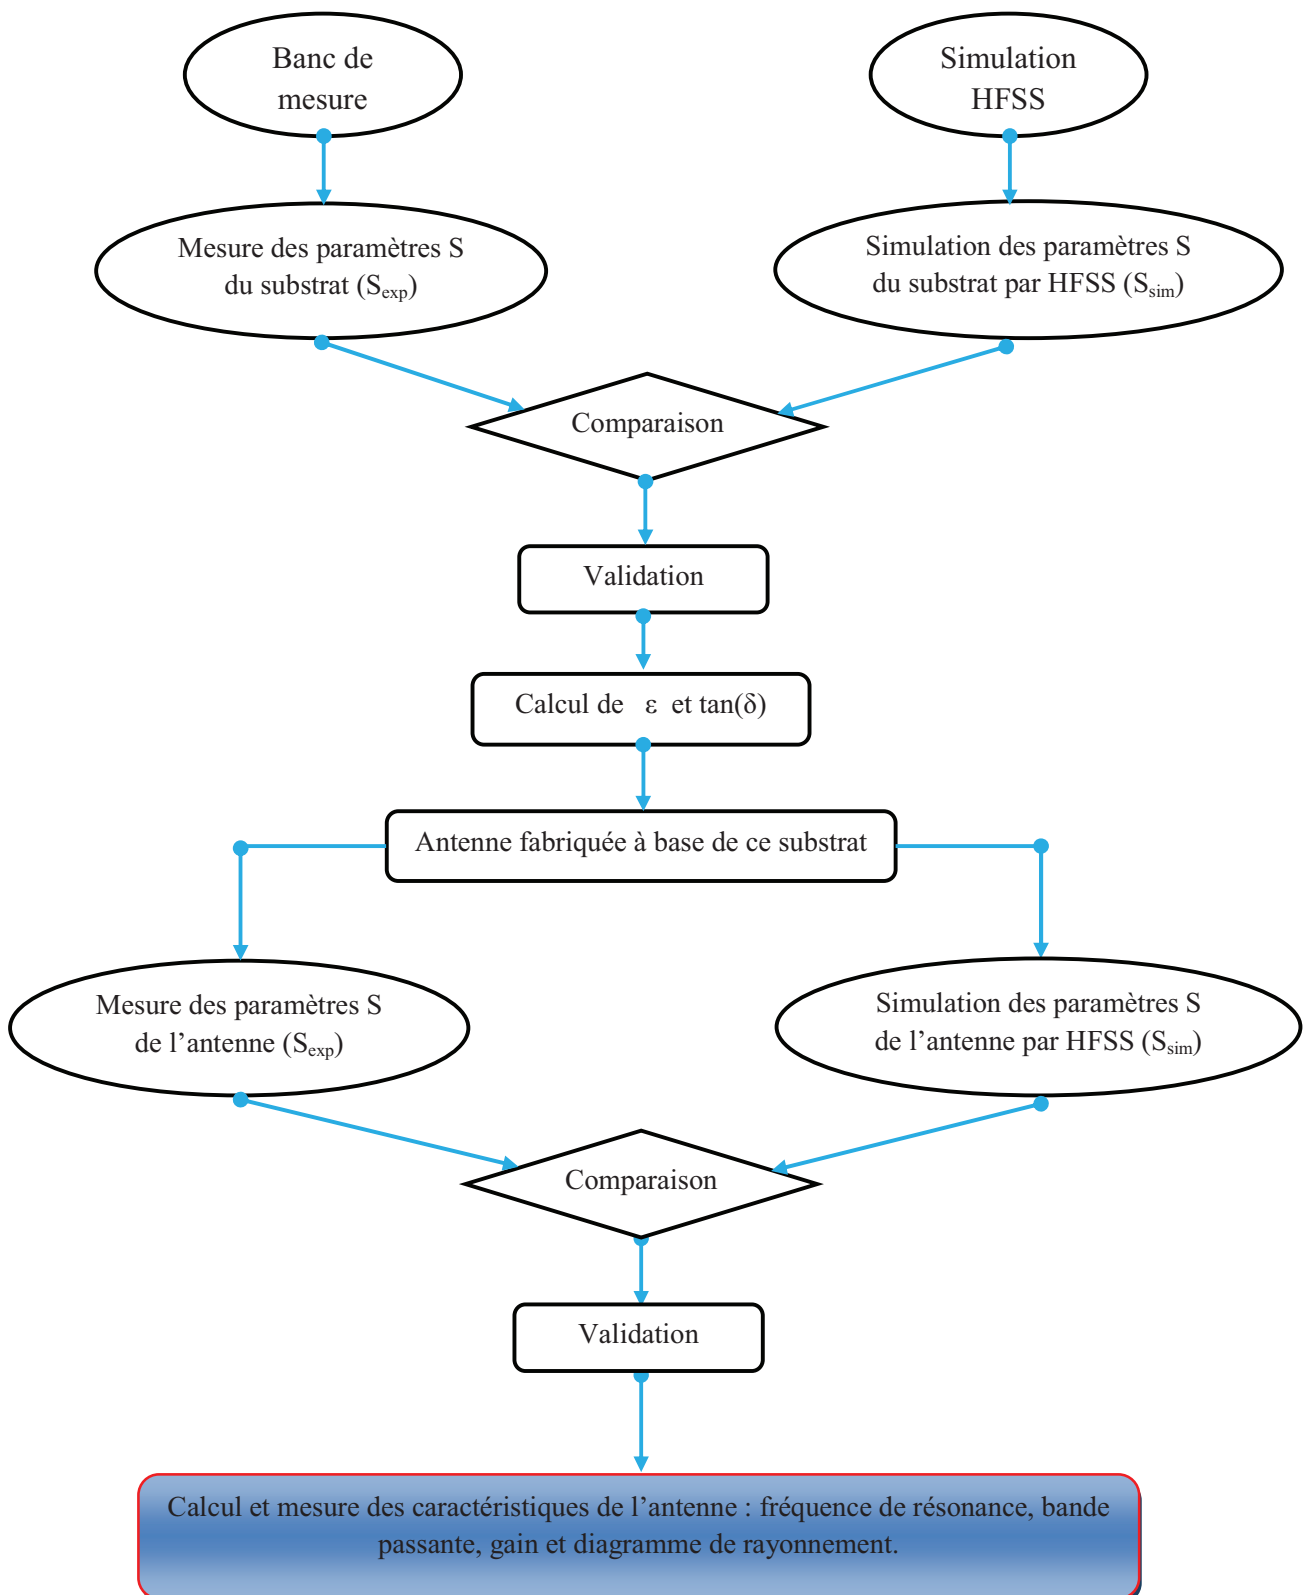 Banc de
mesure
Simulation
HFSS
Mesure des paramètres S
du substrat (Sexp)
Simulation des paramètres S
du substrat par HFSS (Ssim)
Comparaison
Validation
Calcul de ε et tan(δ)
Antenne fabriquée à base de ce substrat
Mesure des paramètres S
de l’antenne (Sexp)
Simulation des paramètres S
de l’antenne par HFSS (Ssim)
Comparaison
Validation
Calcul et mesure des caractéristiques de l’antenne : fréquence de résonance, bande
passante, gain et diagramme de rayonnement.